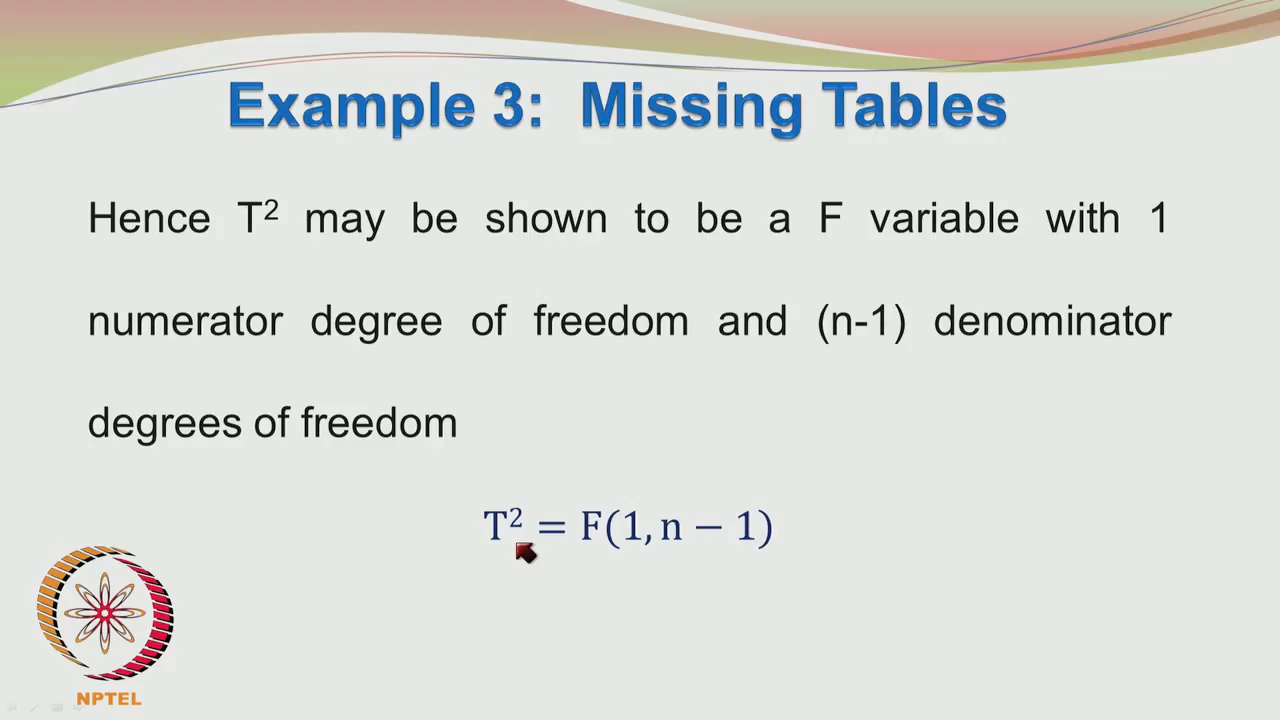 Example 3: Missing Tables
Hence T² may be shown to be a F variable with 1
numerator degree of freedom and (n-1) denominator
degrees of freedom
T² = F(1, n − 1)
NPTEL